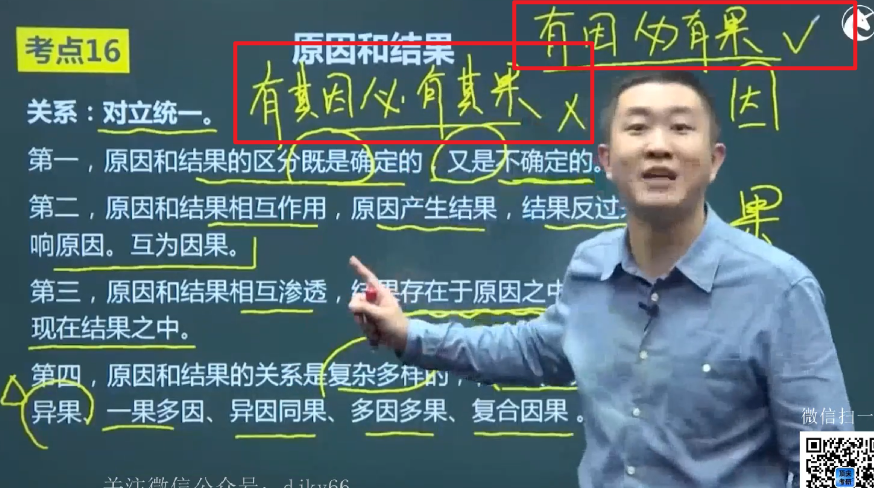 考点16
原因和结果
有因必有果 ✓
有其因必有其果 ×
因
关系：对立统一。
第一，原因和结果的区分既是确定的 又是不确定的。
第二，原因和结果相互作用，原因产生结果，结果反过
果
响原因。互为因果。
第三，原因和结果相互渗透，结果存在于原因之中
现在结果之中。
第四，原因和结果的关系是复杂多样的，
异果、一果多因、异因同果、多因多果、复合因果。
微信扫一
关注微信公众号：djky66